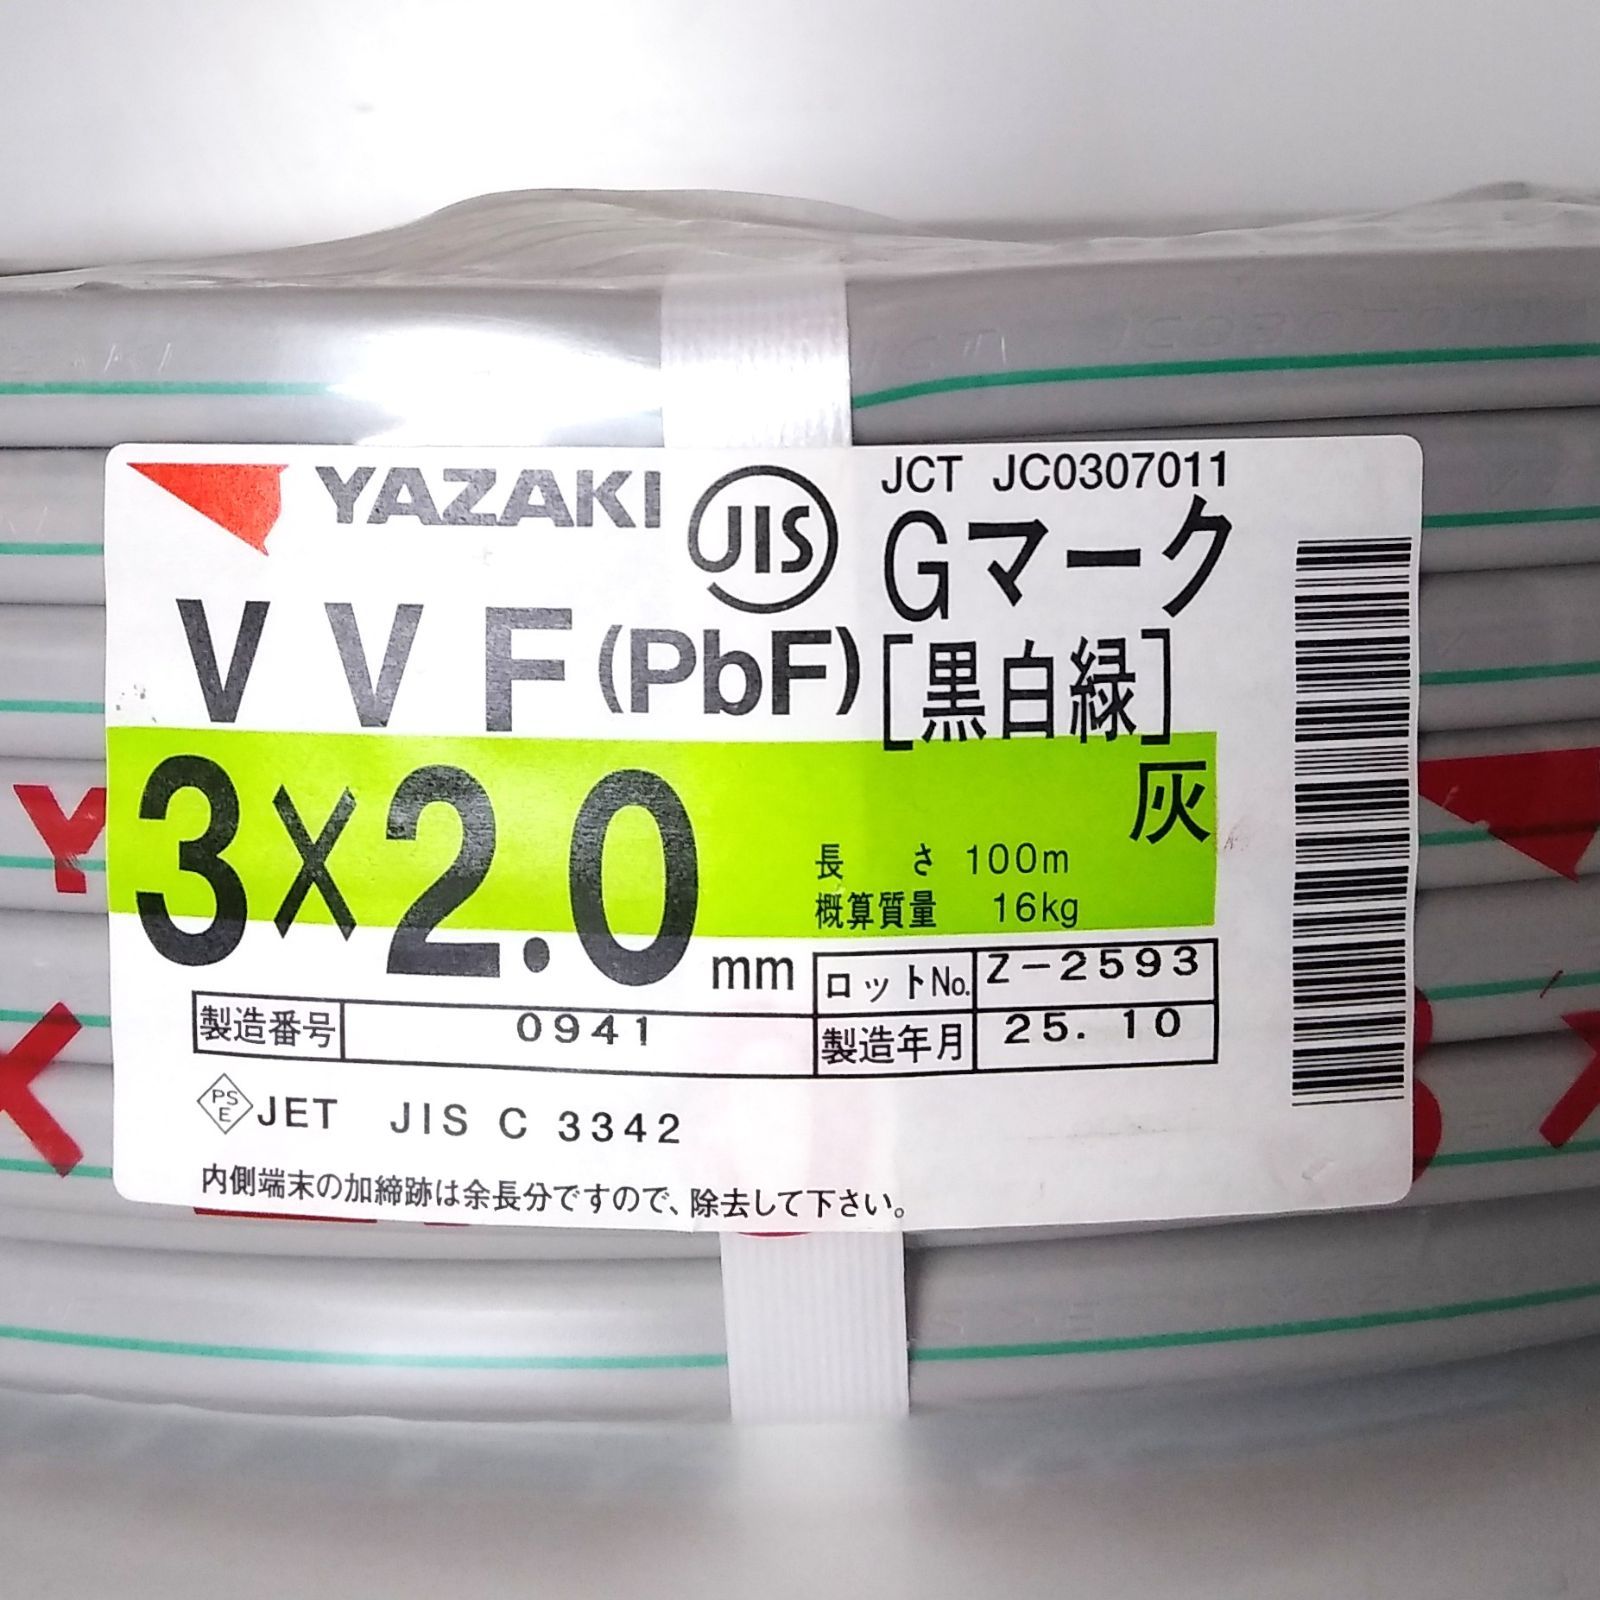 YAZAKI JIS JCT JC0307011
Gマーク
VVF(PbF) [黒白緑]
3×2.0mm 灰
長さ 100m
概算質量 16kg
ロットNo. Z-2593
製造番号 0941 製造年月 25.10
PSE JET JIS C 3342
内側端末の加締跡は余長分ですので、除去して下さい。